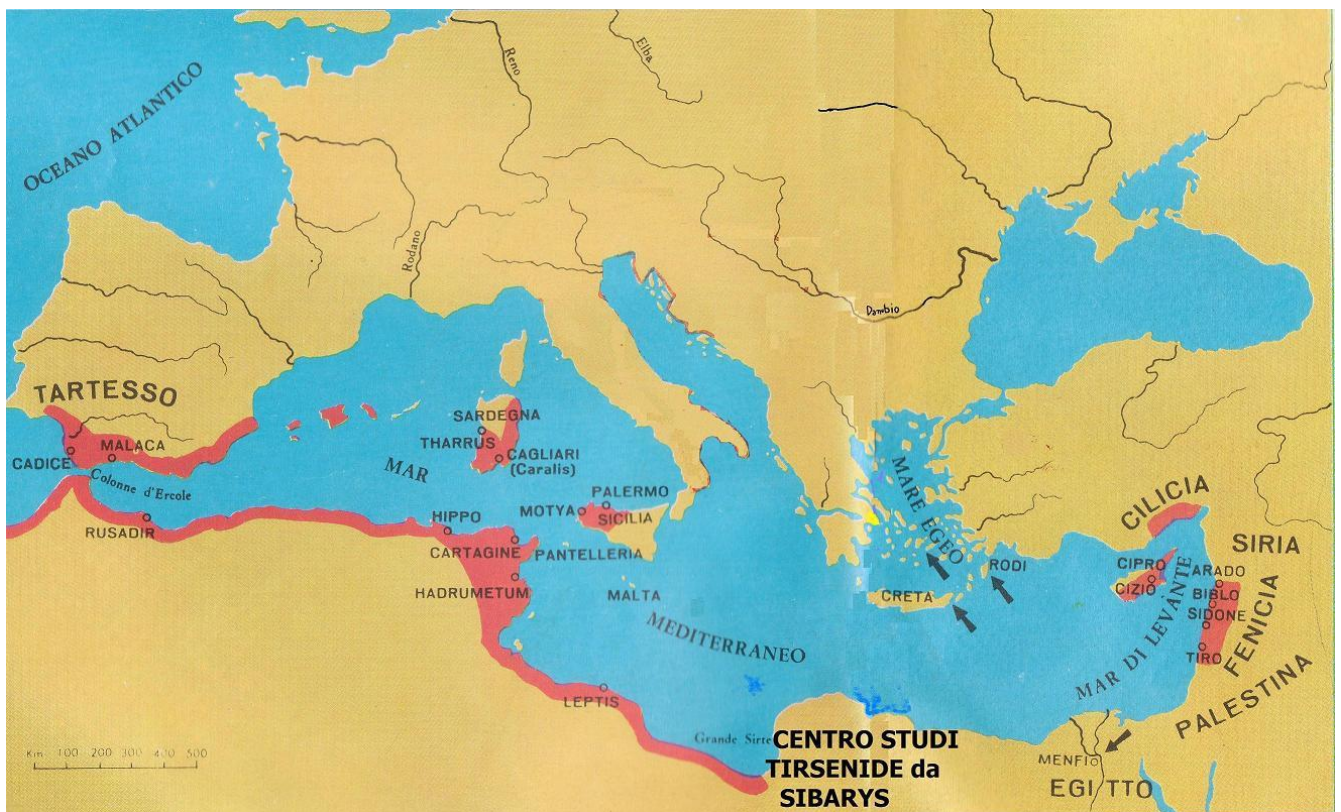 OCEANO ATLANTICO
Reno
Elba
Rodano
Dambio
TARTESSO
MALACA
CADICE
Colonne d'Ercole
RUSADIR
MAR
MEDITERRANEO
SARDEGNA
THARRUS
CAGLIARI
(Caralis)
HIPPO
CARTAGINE
HADRUMETUM
PANTELLERIA
MOTYA
PALERMO
SICILIA
MALTA
LEPTIS
Grande Sirte
MARE EGEO
CRETA
RODI
CILICIA
SIRIA
CIPRO
CIZIO
ARADO
BIBLO
SIDONE
TIRO
FENICIA
MAR DI LEVANTE
PALESTINA
MENFI
EGITTO
Km 100 200 300 400 500
CENTRO STUDI
TIRSENIDE da
SIBARYS